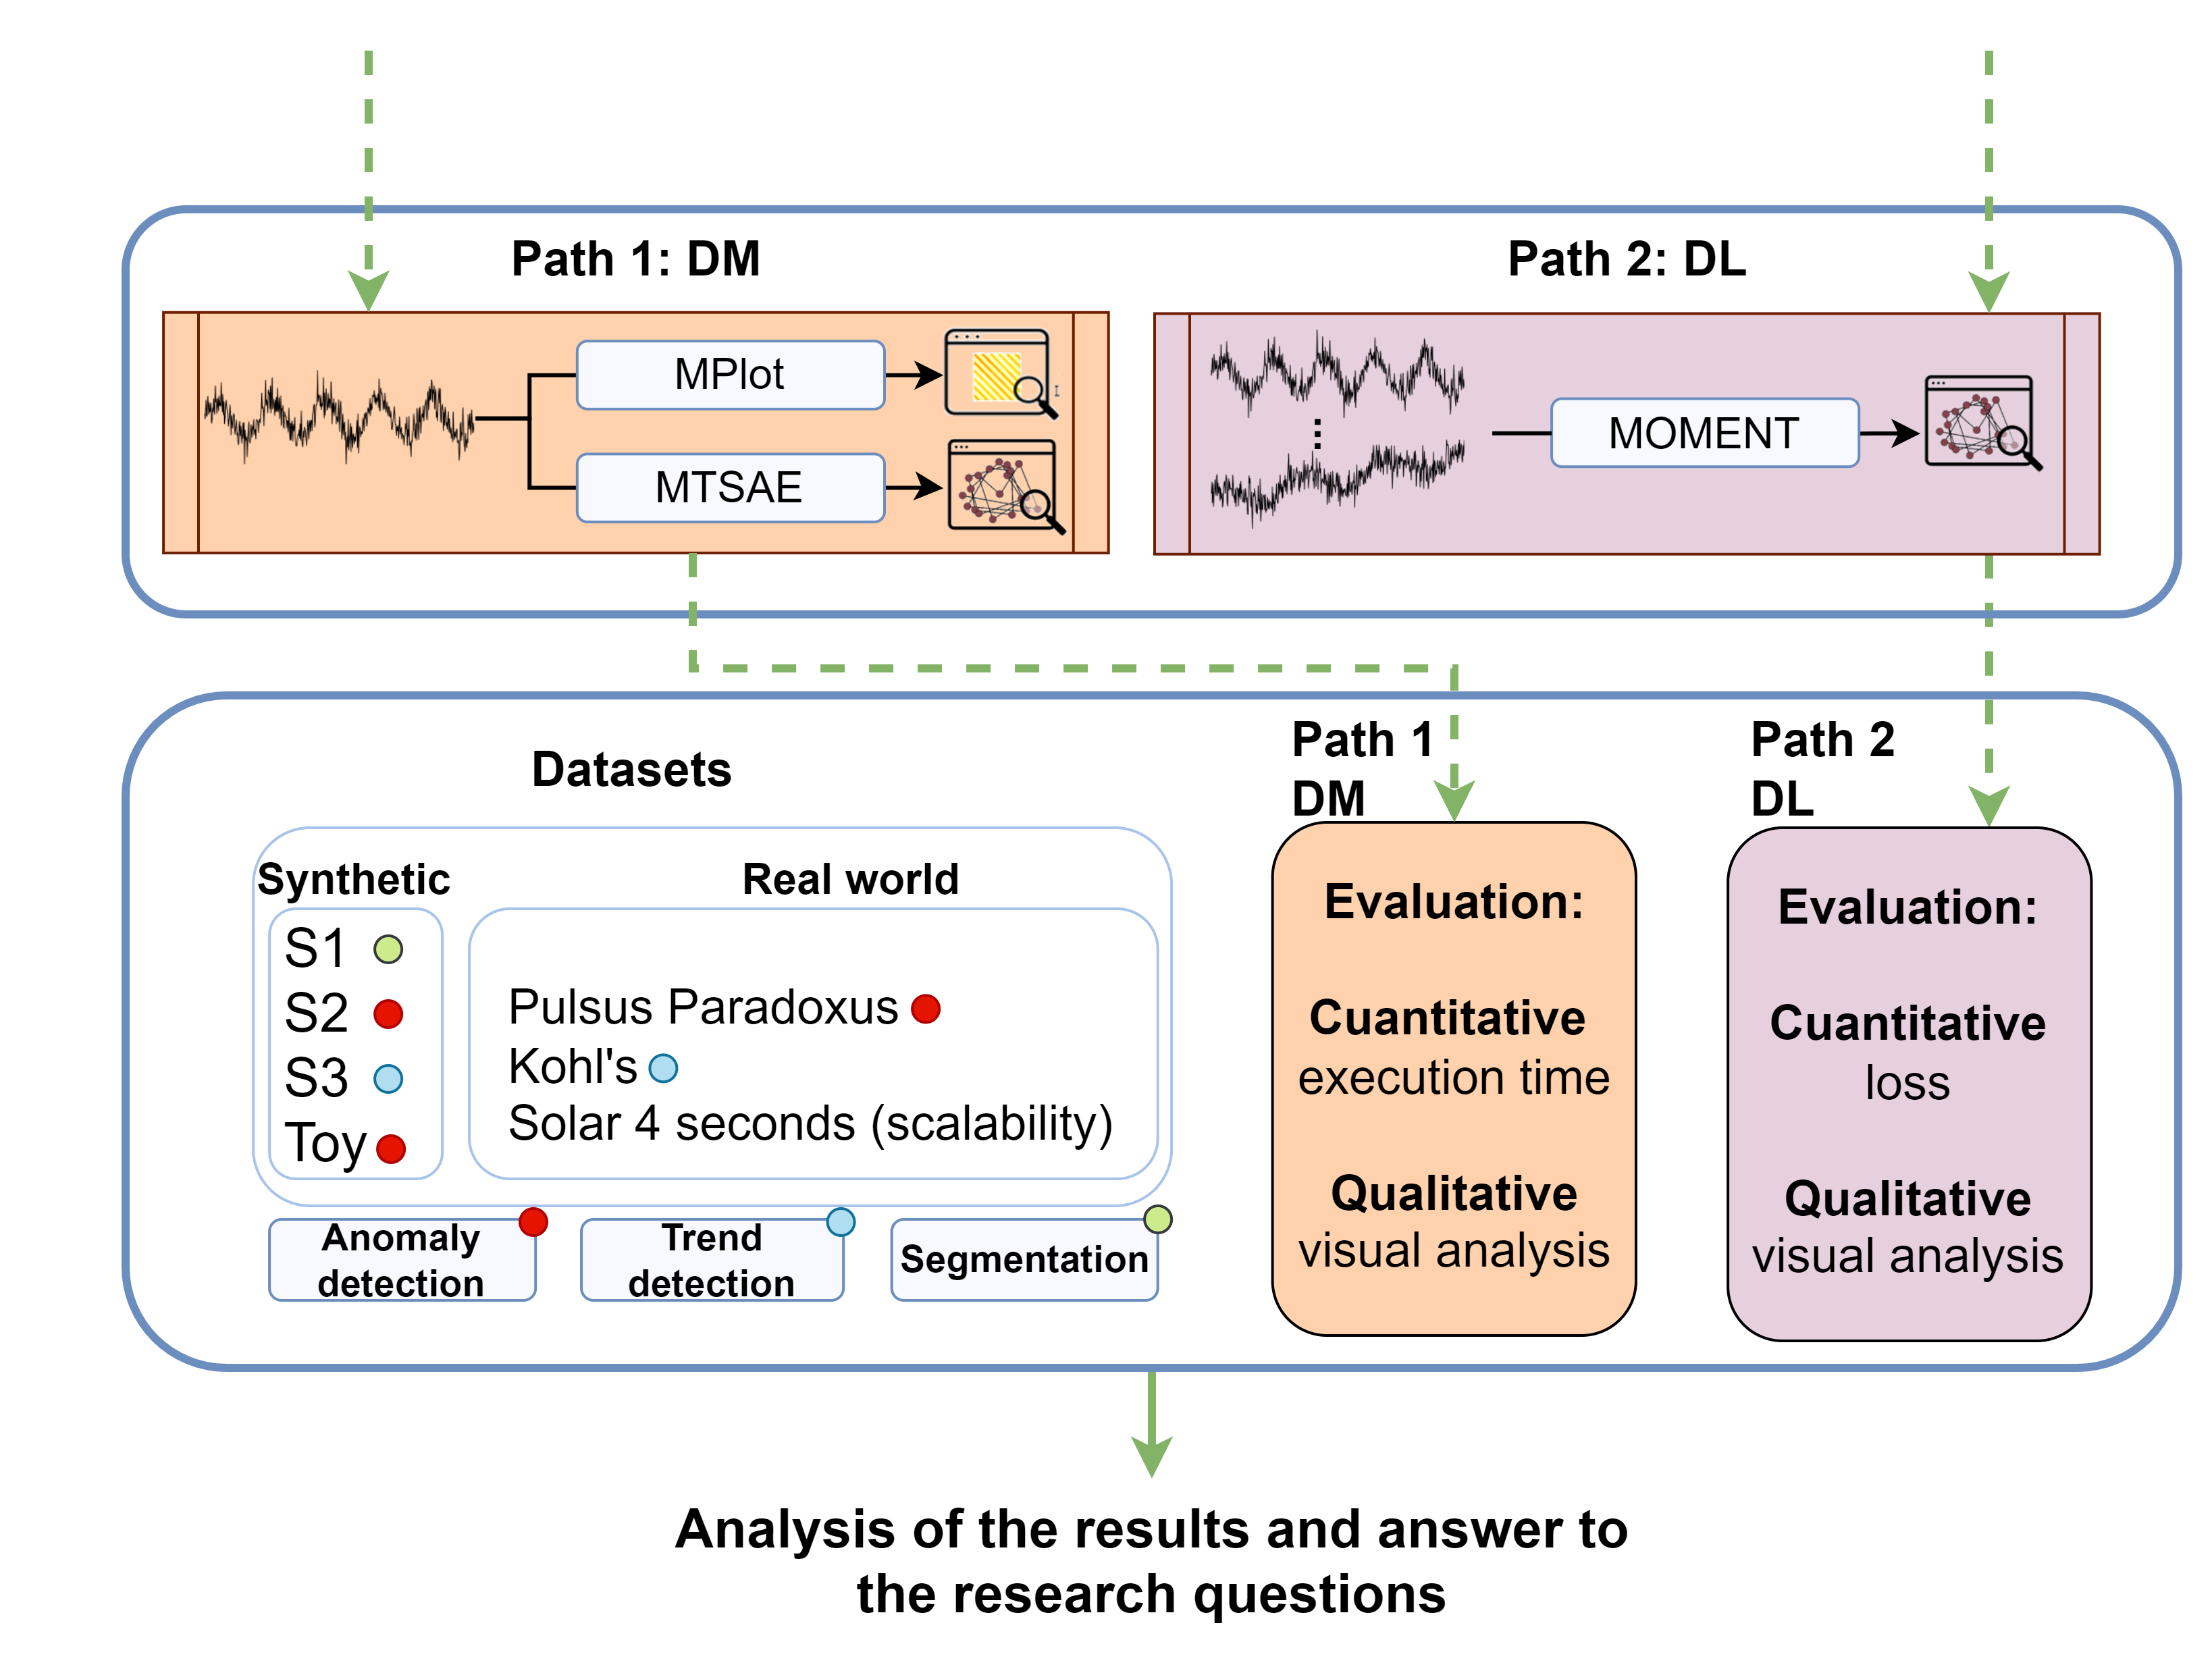 Path 1: DM
Path 2: DL
MPlot
MTSAE
MOMENT
Datasets
Synthetic
S1
S2
S3
Toy
Real world
Pulsus Paradoxus
Kohl's
Solar 4 seconds (scalability)
Anomaly
detection
Trend
detection
Segmentation
Path 1
DM
Evaluation:
Cuantitative
execution time
Qualitative
visual analysis
Path 2
DL
Evaluation:
Cuantitative
loss
Qualitative
visual analysis
Analysis of the results and answer to
the research questions